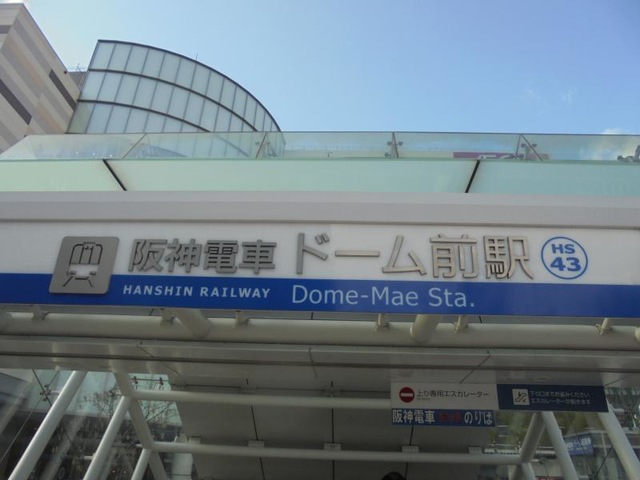 阪神電車 ドーム前駅 HS 43
HANSHIN RAILWAY Dome-Mae Sta.
上り専用エスカレーター
阪神電車 のりば